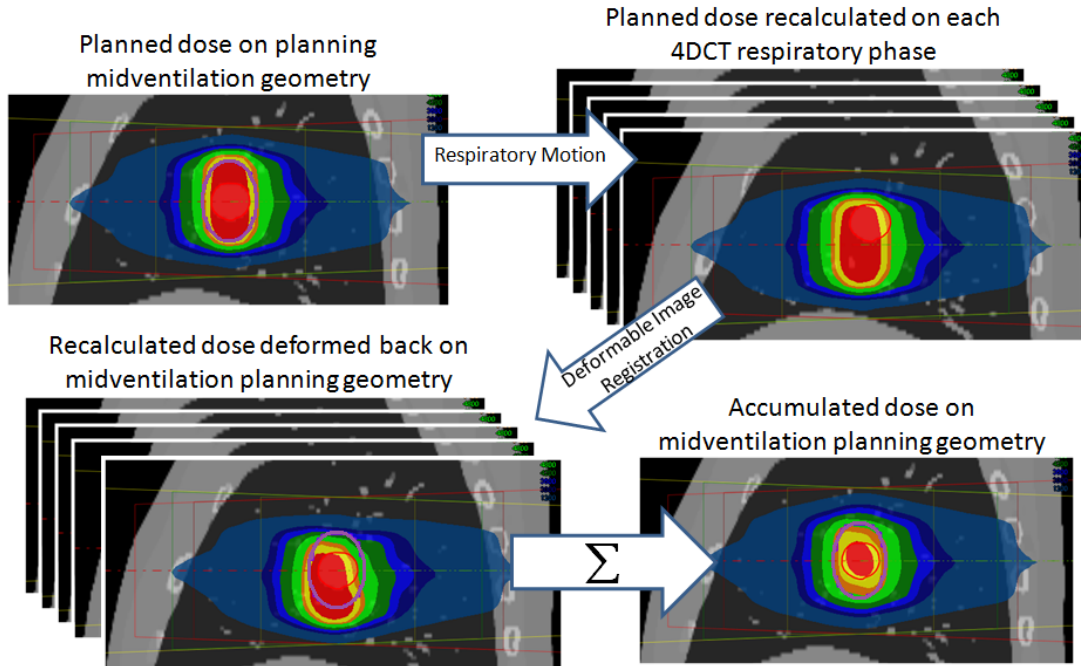 Planned dose on planning
midventilation geometry
Planned dose recalculated on each
4DCT respiratory phase
Respiratory Motion
Deformable Image
Registration
Recalculated dose deformed back on
midventilation planning geometry
Accumulated dose on
midventilation planning geometry
Σ